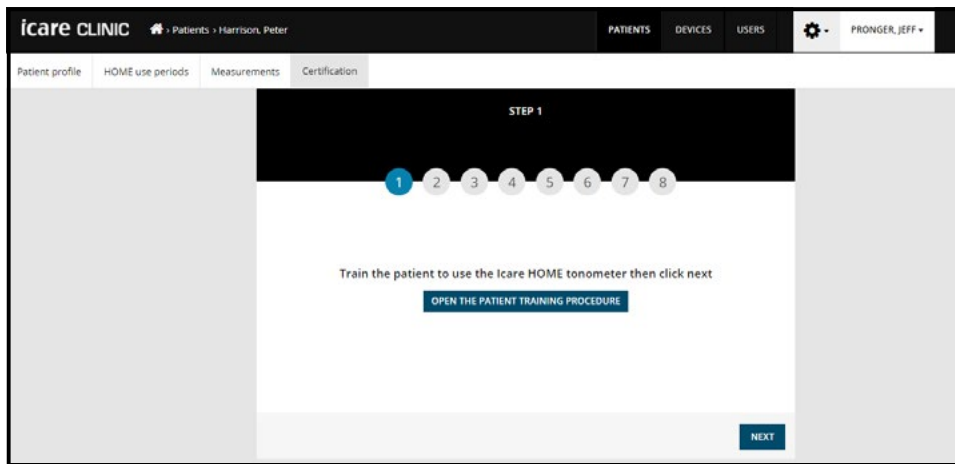 icare CLINIC › Patients › Harrison, Peter PATIENTS DEVICES USERS PRONGER, JEFF
Patient profile HOME use periods Measurements Certification
STEP 1
1 2 3 4 5 6 7 8
Train the patient to use the Icare HOME tonometer then click next
OPEN THE PATIENT TRAINING PROCEDURE
NEXT